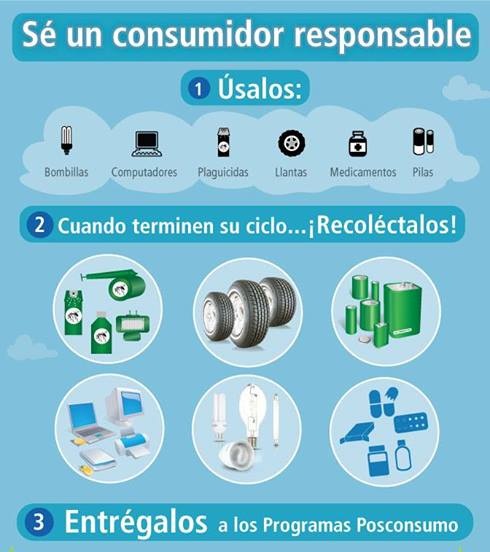 Sé un consumidor responsable
1 Úsalos:
Bombillas Computadores Plaguicidas Llantas Medicamentos Pilas
2 Cuando terminen su ciclo...¡Recoléctalos!
3 Entrégalos a los Programas Posconsumo